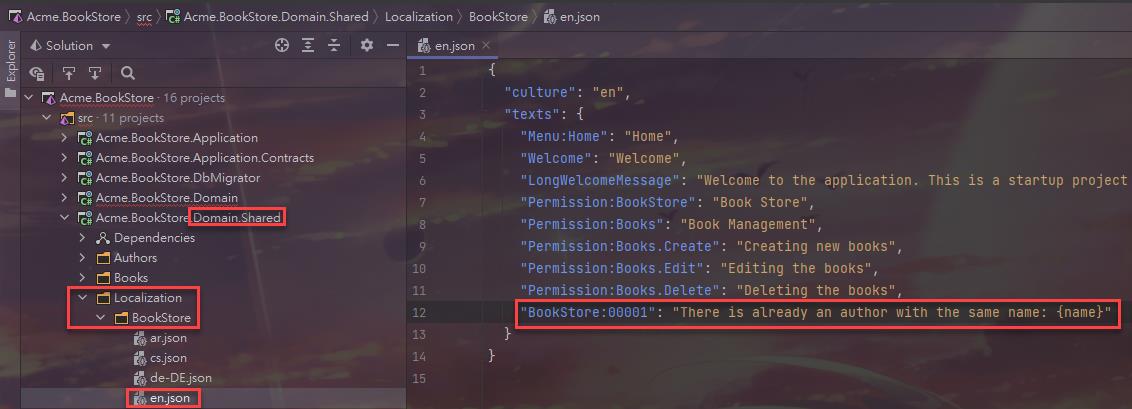 Acme.BookStore › src › Acme.BookStore.Domain.Shared › Localization › BookStore › en.json
Explorer
Solution
Acme.BookStore · 16 projects
src · 11 projects
Acme.BookStore.Application
Acme.BookStore.Application.Contracts
Acme.BookStore.DbMigrator
Acme.BookStore.Domain
Acme.BookStore.Domain.Shared
Dependencies
Authors
Books
Localization
BookStore
ar.json
cs.json
de-DE.json
en.json
en.json
1 {
2 "culture": "en",
3 "texts": {
4 "Menu:Home": "Home",
5 "Welcome": "Welcome",
6 "LongWelcomeMessage": "Welcome to the application. This is a startup project
7 "Permission:BookStore": "Book Store",
8 "Permission:Books": "Book Management",
9 "Permission:Books.Create": "Creating new books",
10 "Permission:Books.Edit": "Editing the books",
11 "Permission:Books.Delete": "Deleting the books",
12 "BookStore:00001": "There is already an author with the same name: {name}"
13 }
14 }
15